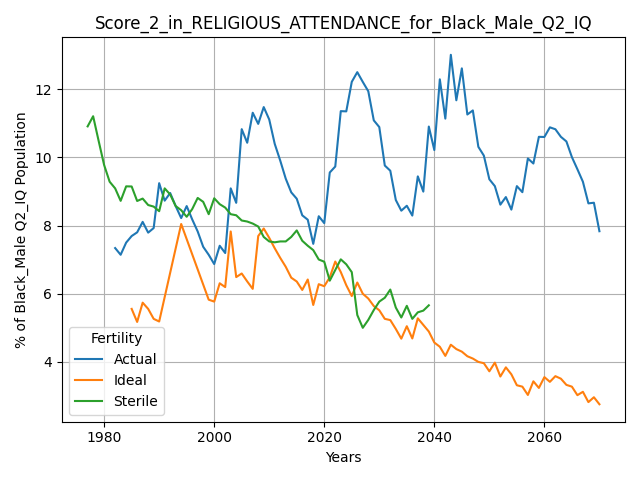 Score_2_in_RELIGIOUS_ATTENDANCE_for_Black_Male_Q2_IQ
% of Black_Male Q2_IQ Population
12
10
8
6
4
Fertility
Actual
Ideal
Sterile
1980
2000
2020
2040
2060
Years